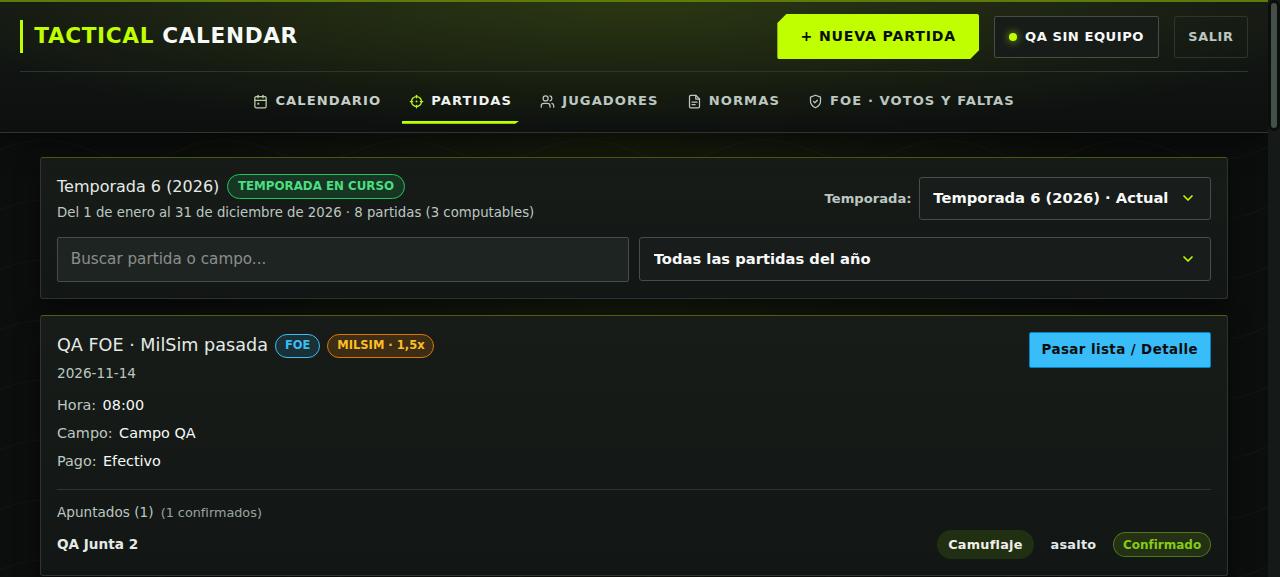 TACTICAL CALENDAR
+ NUEVA PARTIDA
QA SIN EQUIPO
SALIR
CALENDARIO
PARTIDAS
JUGADORES
NORMAS
FOE · VOTOS Y FALTAS
Temporada 6 (2026) TEMPORADA EN CURSO
Del 1 de enero al 31 de diciembre de 2026 · 8 partidas (3 computables)
Temporada: Temporada 6 (2026) · Actual
Buscar partida o campo...
Todas las partidas del año
QA FOE · MilSim pasada FOE MILSIM · 1,5x
Pasar lista / Detalle
2026-11-14
Hora: 08:00
Campo: Campo QA
Pago: Efectivo
Apuntados (1) (1 confirmados)
QA Junta 2 Camuflaje asalto Confirmado